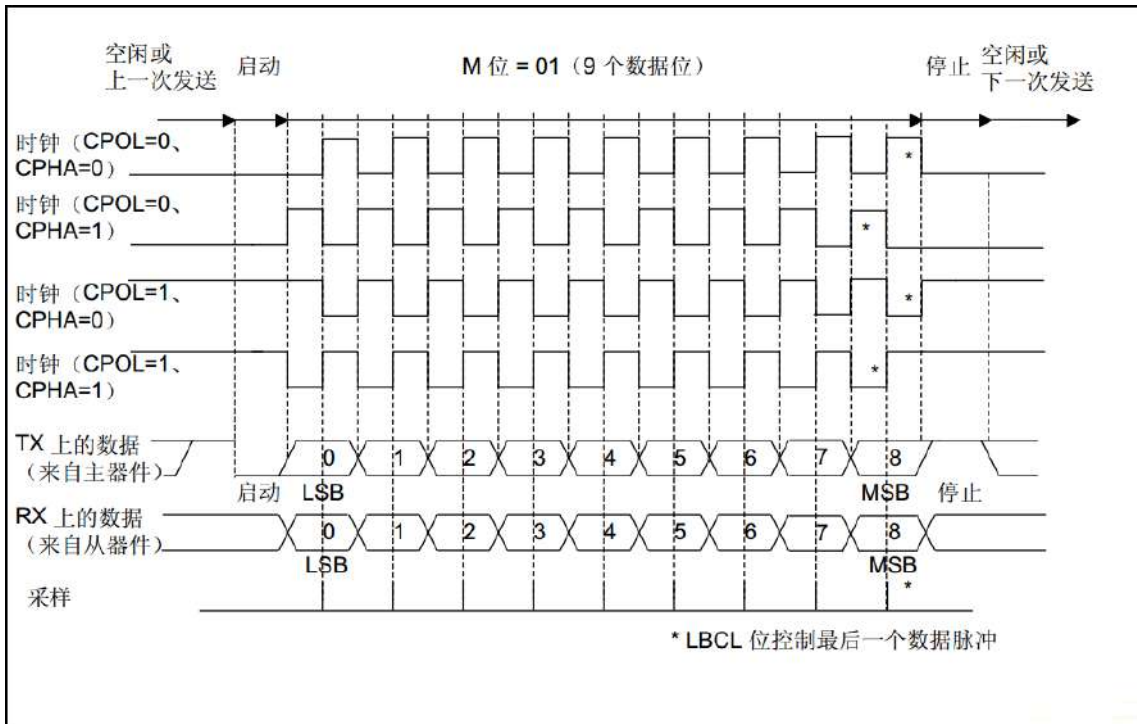 空闲或
上一次发送
启动
M 位 = 01（9 个数据位）
停止
空闲或
下一次发送
时钟（CPOL=0、
CPHA=0）
时钟（CPOL=0、
CPHA=1）
*
*
时钟（CPOL=1、
CPHA=0）
*
时钟（CPOL=1、
CPHA=1）
*
TX 上的数据
（来自主器件）
0 1 2 3 4 5 6 7 8
启动 LSB MSB 停止
RX 上的数据
（来自从器件）
0 1 2 3 4 5 6 7 8
LSB MSB
采样
*
* LBCL 位控制最后一个数据脉冲